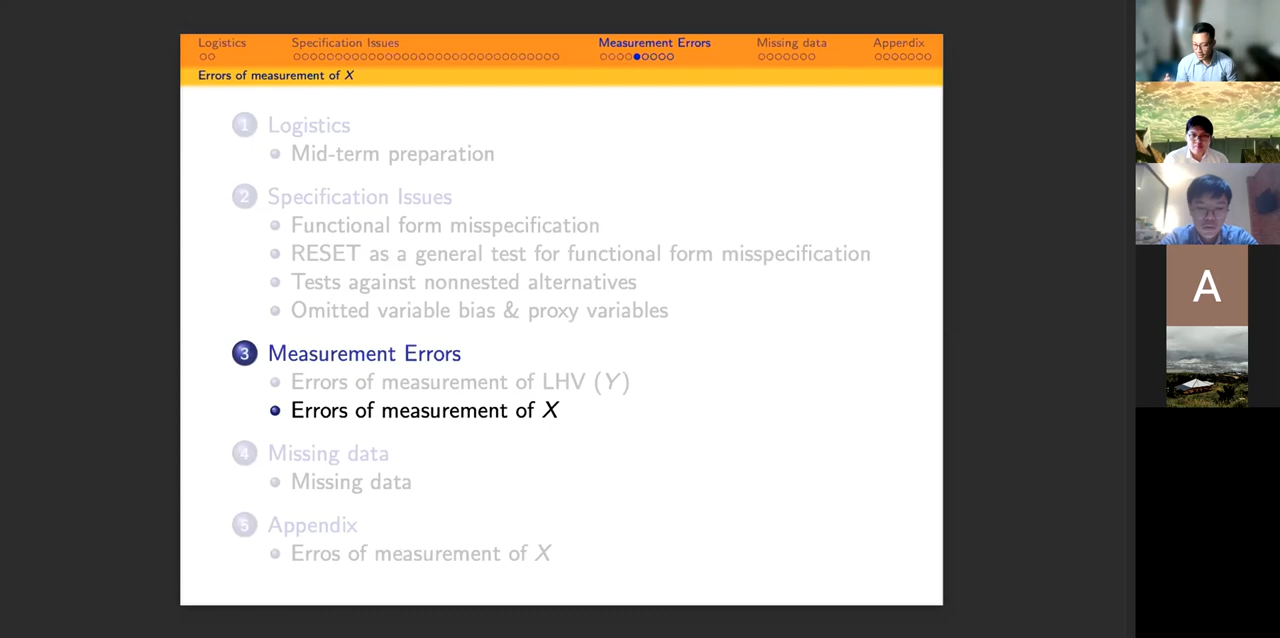 Logistics Specification Issues Measurement Errors Missing data Appendix
Errors of measurement of X
1 Logistics
Mid-term preparation
2 Specification Issues
Functional form misspecification
RESET as a general test for functional form misspecification
Tests against nonnested alternatives
Omitted variable bias & proxy variables
3 Measurement Errors
Errors of measurement of LHV (Y)
Errors of measurement of X
4 Missing data
Missing data
5 Appendix
Erros of measurement of X
A